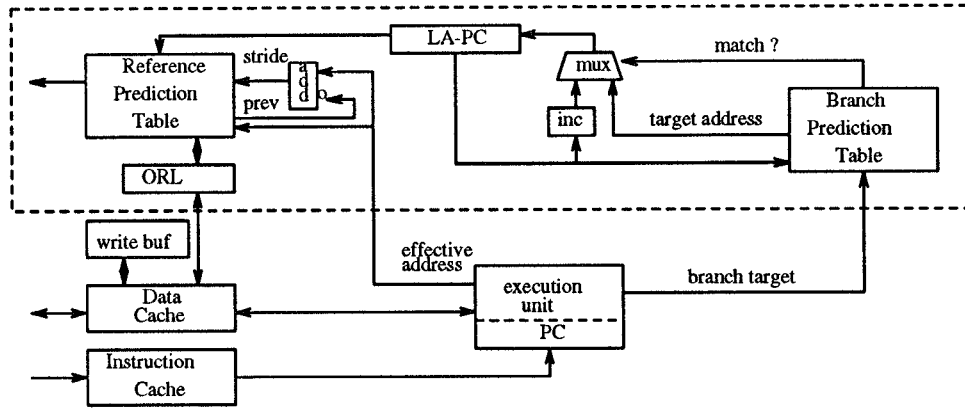 LA-PC
match ?
Reference
Prediction
Table
stride
a
d
d
prev
mux
inc
target address
Branch
Prediction
Table
ORL
write buf
effective
address
execution
unit
branch target
Data
Cache
PC
Instruction
Cache